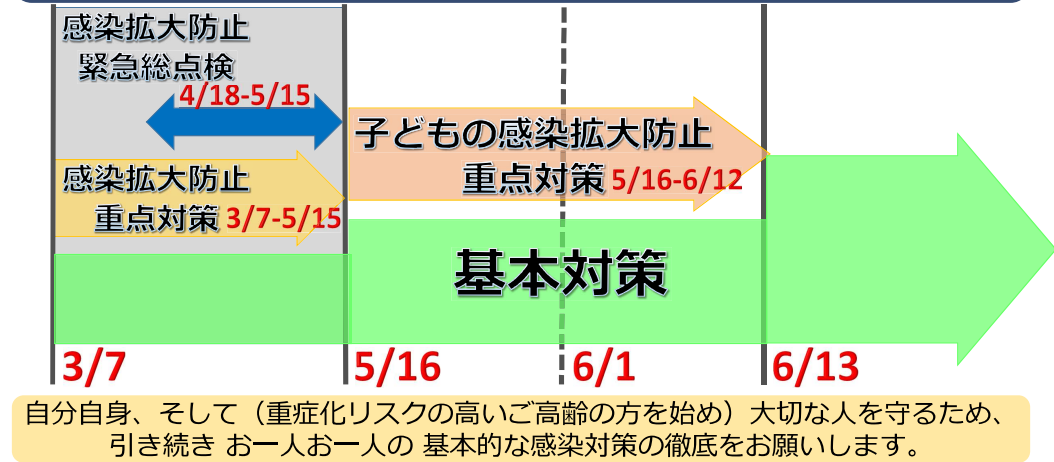 感染拡大防止
緊急総点検
4/18-5/15
感染拡大防止
重点対策 3/7-5/15
子どもの感染拡大防止
重点対策 5/16-6/12
基本対策
3/7
5/16
6/1
6/13
自分自身、そして（重症化リスクの高いご高齢の方を始め）大切な人を守るため、
引き続き お一人お一人の 基本的な感染対策の徹底をお願いします。